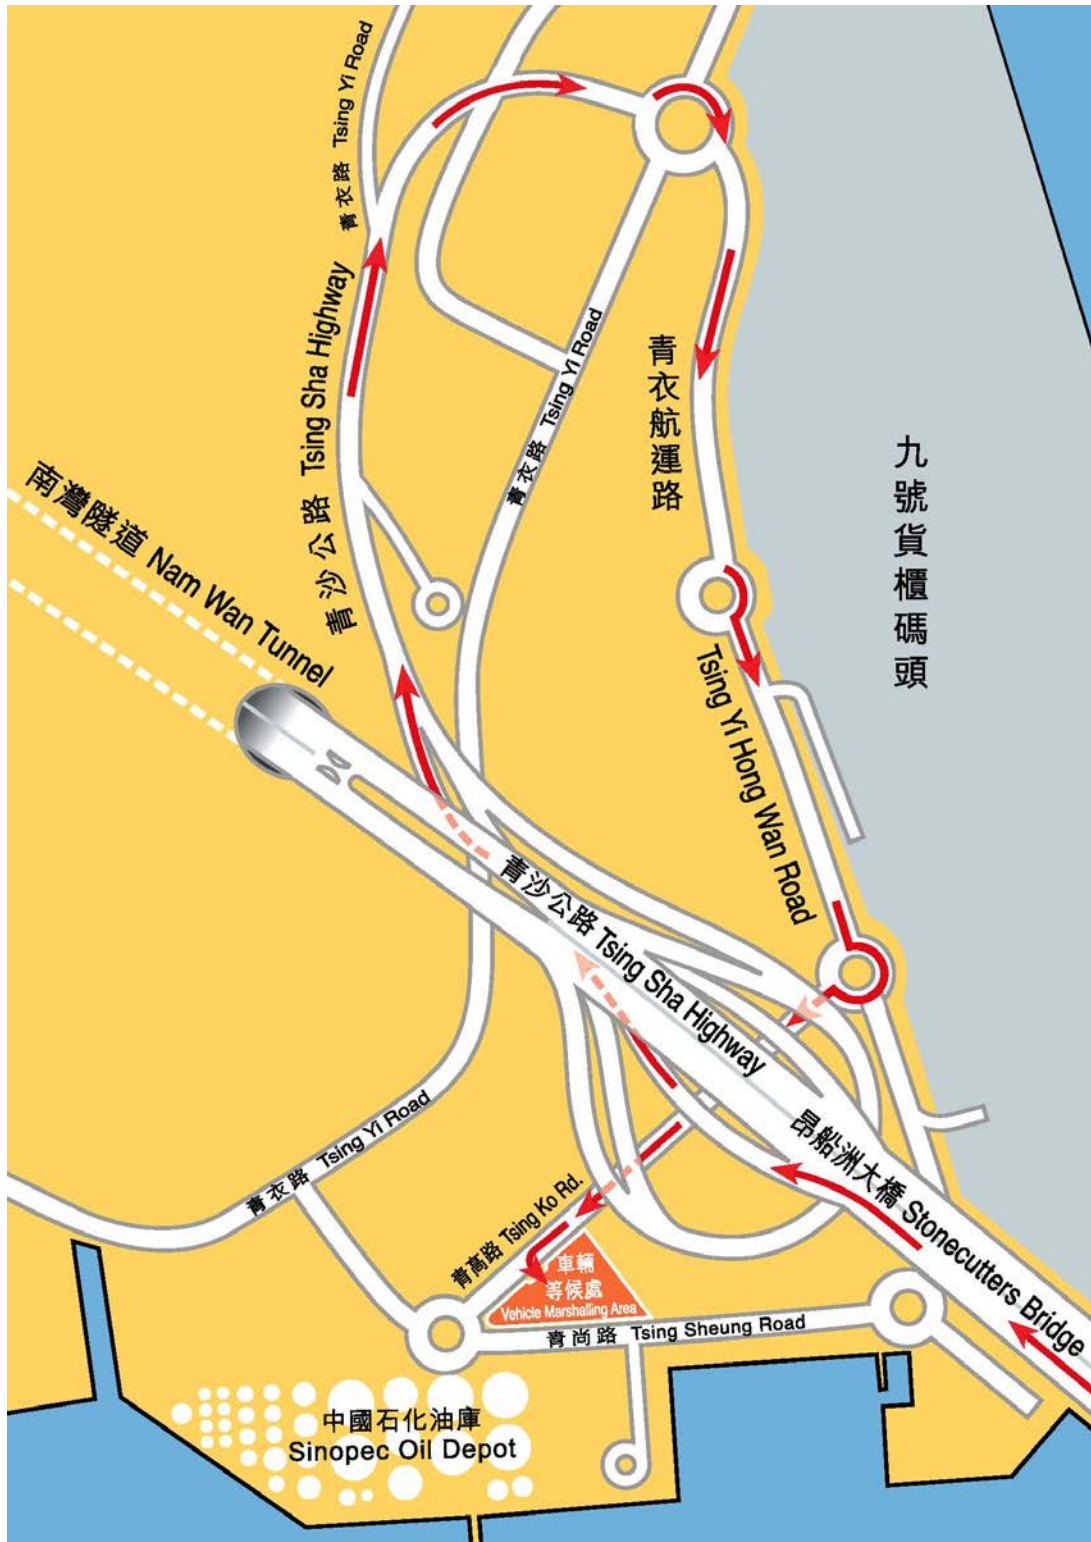 青衣路 Tsing Yi Road
青沙公路 Tsing Sha Highway
青衣路 Tsing Yi Road
青衣航運路
九號貨櫃碼頭
南灣隧道 Nam Wan Tunnel
Tsing Yi Hong Wan Road
青沙公路 Tsing Sha Highway
昂船洲大橋 Stonecutters Bridge
青衣路 Tsing Yi Road
青高路 Tsing Ko Rd.
車輛
等候處
Vehicle Marshalling Area
青尚路 Tsing Sheung Road
中國石化油庫
Sinopec Oil Depot